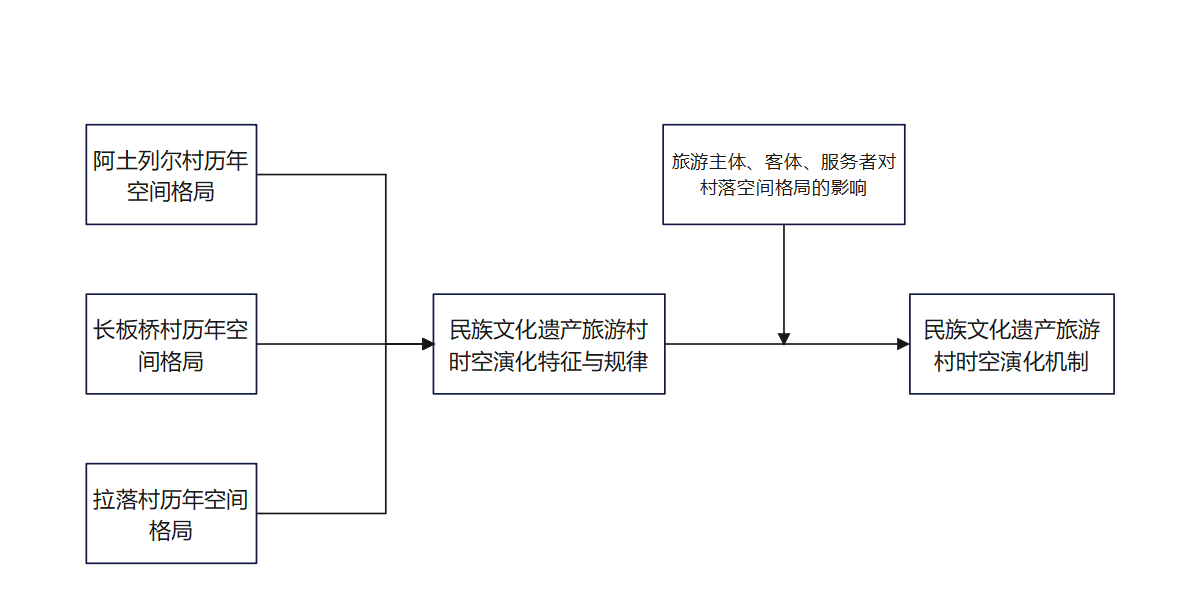 阿土列尔村历年
空间格局
旅游主体、客体、服务者对
村落空间格局的影响
长板桥村历年空
间格局
民族文化遗产旅游村
时空演化特征与规律
民族文化遗产旅游
村时空演化机制
拉落村历年空间
格局